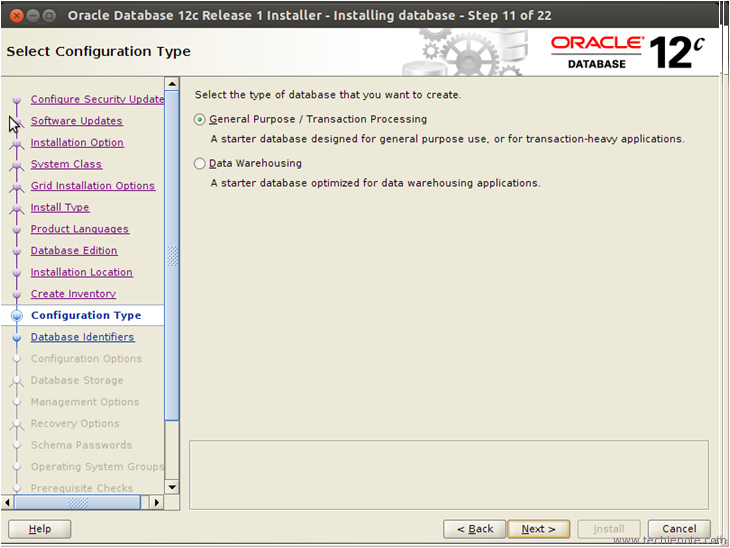 Oracle Database 12c Release 1 Installer - Installing database - Step 11 of 22
Select Configuration Type
ORACLE
DATABASE
12c
Configure Security Update
Software Updates
Installation Option
System Class
Grid Installation Options
Install Type
Product Languages
Database Edition
Installation Location
Create Inventory
Configuration Type
Database Identifiers
Configuration Options
Database Storage
Management Options
Recovery Options
Schema Passwords
Operating System Groups
Prerequisite Checks
Select the type of database that you want to create.
General Purpose / Transaction Processing
A starter database designed for general purpose use, or for transaction-heavy applications.
Data Warehousing
A starter database optimized for data warehousing applications.
Help
< Back
Next >
Install
Cancel